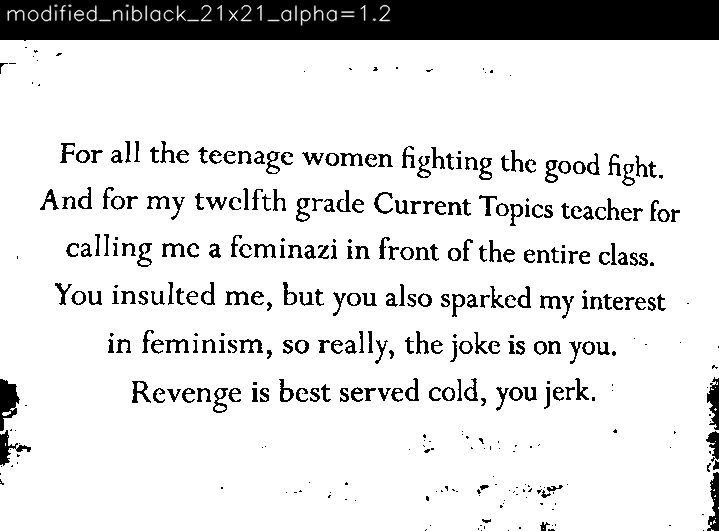 modified_niblack_21x21_alpha=1.2
For all the teenage women fighting the good fight.
And for my twelfth grade Current Topics teacher for
calling me a feminazi in front of the entire class.
You insulted me, but you also sparked my interest
in feminism, so really, the joke is on you.
Revenge is best served cold, you jerk.